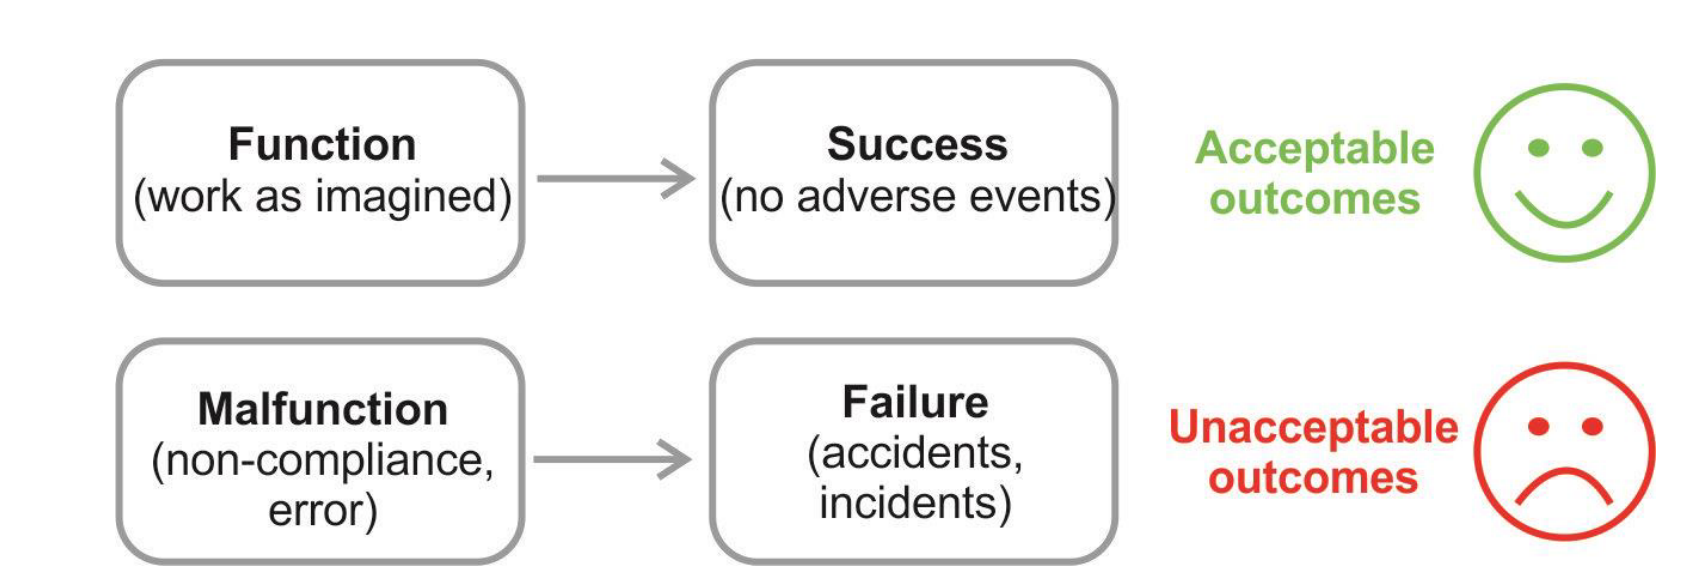 Function
(work as imagined)
Success
(no adverse events)
Acceptable
outcomes
Malfunction
(non-compliance,
error)
Failure
(accidents,
incidents)
Unacceptable
outcomes